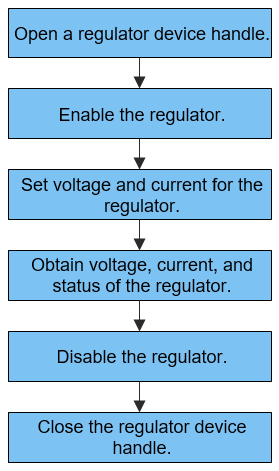 Open a regulator device handle.
Enable the regulator.
Set voltage and current for the
regulator.
Obtain voltage, current, and
status of the regulator.
Disable the regulator.
Close the regulator device
handle.